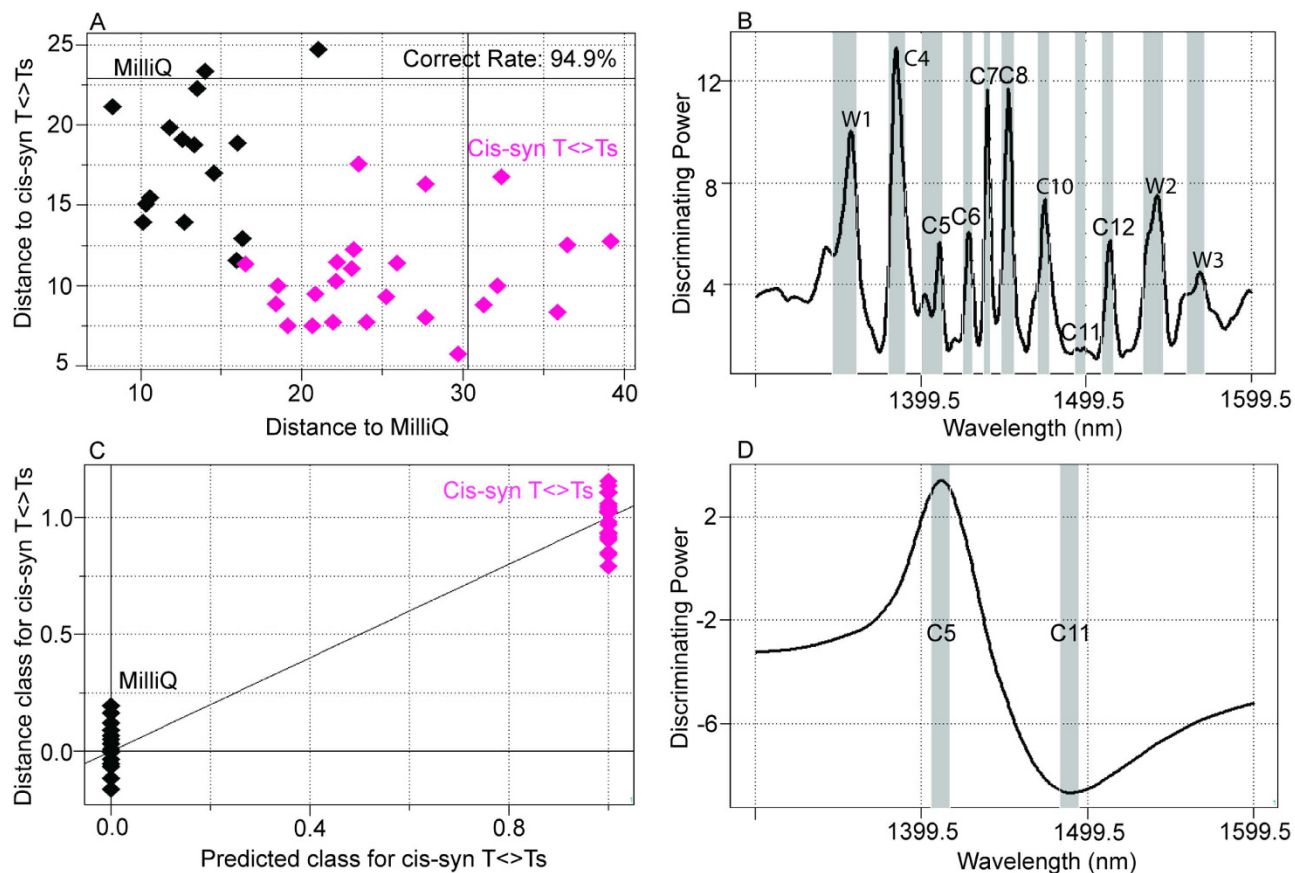 A
25
20
15
10
5
Distance to cis-syn T<>Ts
MilliQ
Correct Rate: 94.9%
Cis-syn T<>Ts
10
20
30
40
Distance to MilliQ
B
12
8
4
Discriminating Power
W1
C4
C5
C6
C7
C8
C10
C11
C12
W2
W3
1399.5
1499.5
1599.5
Wavelength (nm)
C
1.0
0.5
0.0
Distance class for cis-syn T<>Ts
Cis-syn T<>Ts
MilliQ
0.0
0.4
0.8
Predicted class for cis-syn T<>Ts
D
2
-2
-6
Discriminating Power
C5
C11
1399.5
1499.5
1599.5
Wavelength (nm)